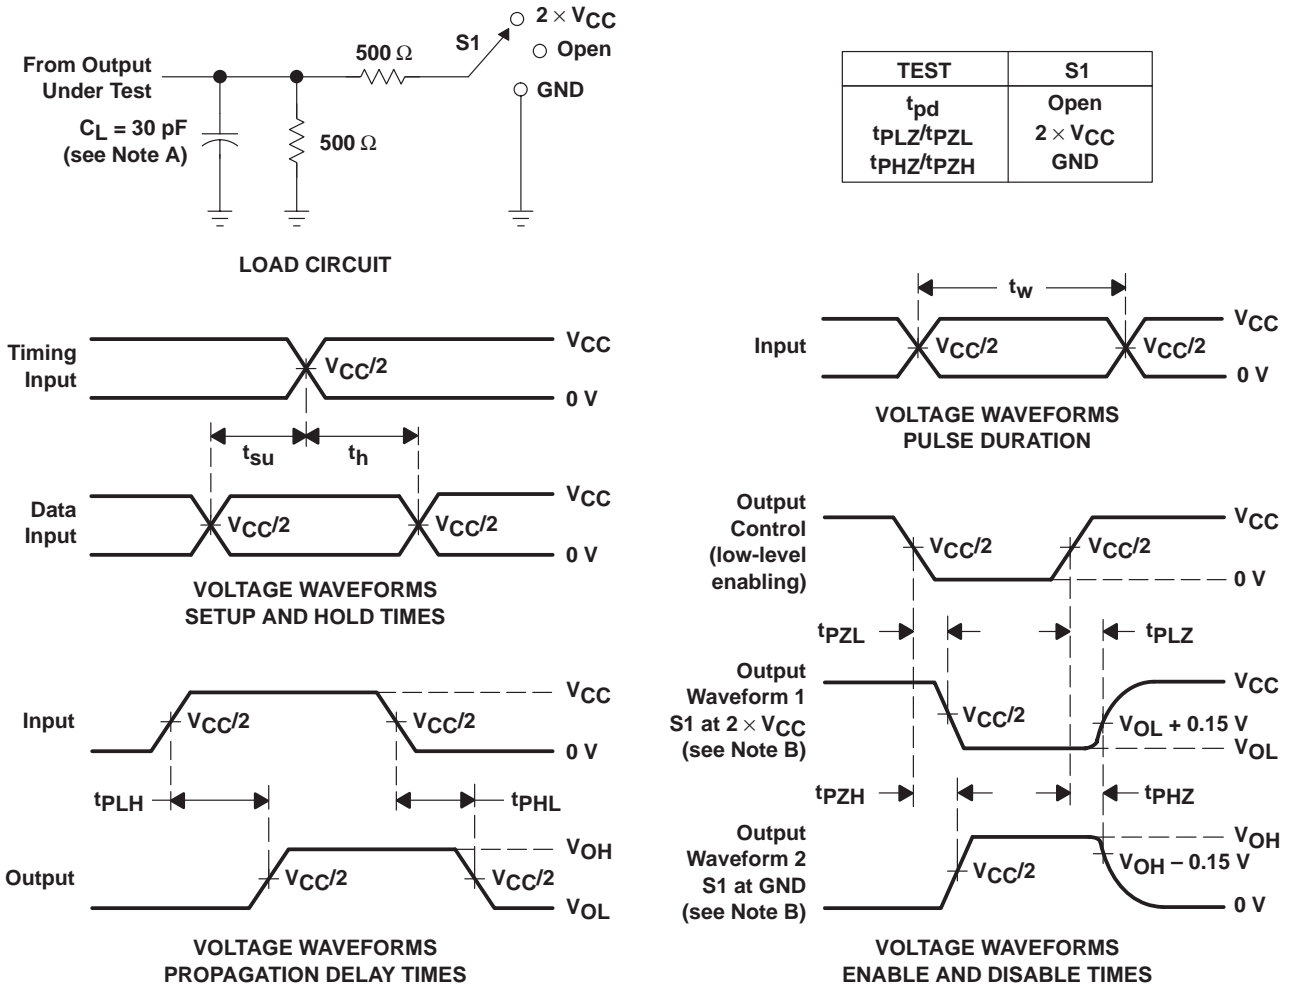 From Output
Under Test
CL = 30 pF
(see Note A)
500 Ω
500 Ω
S1
2 × VCC
Open
GND
LOAD CIRCUIT
TEST S1
tpd Open
tPLZ/tPZL 2 × VCC
tPHZ/tPZH GND
Timing
Input
VCC/2
VCC
0 V
tsu
th
Data
Input
VCC/2
VCC/2
VCC
0 V
VOLTAGE WAVEFORMS
SETUP AND HOLD TIMES
tw
Input
VCC/2
VCC/2
VCC
0 V
VOLTAGE WAVEFORMS
PULSE DURATION
Input
VCC/2
VCC/2
VCC
0 V
tPLH
tPHL
Output
VCC/2
VCC/2
VOH
VOL
VOLTAGE WAVEFORMS
PROPAGATION DELAY TIMES
Output
Control
(low-level
enabling)
VCC/2
VCC/2
VCC
0 V
tPZL
tPLZ
Output
Waveform 1
S1 at 2 × VCC
(see Note B)
VCC/2
VCC
VOL + 0.15 V
VOL
tPZH
tPHZ
Output
Waveform 2
S1 at GND
(see Note B)
VCC/2
VOH
VOH − 0.15 V
0 V
VOLTAGE WAVEFORMS
ENABLE AND DISABLE TIMES